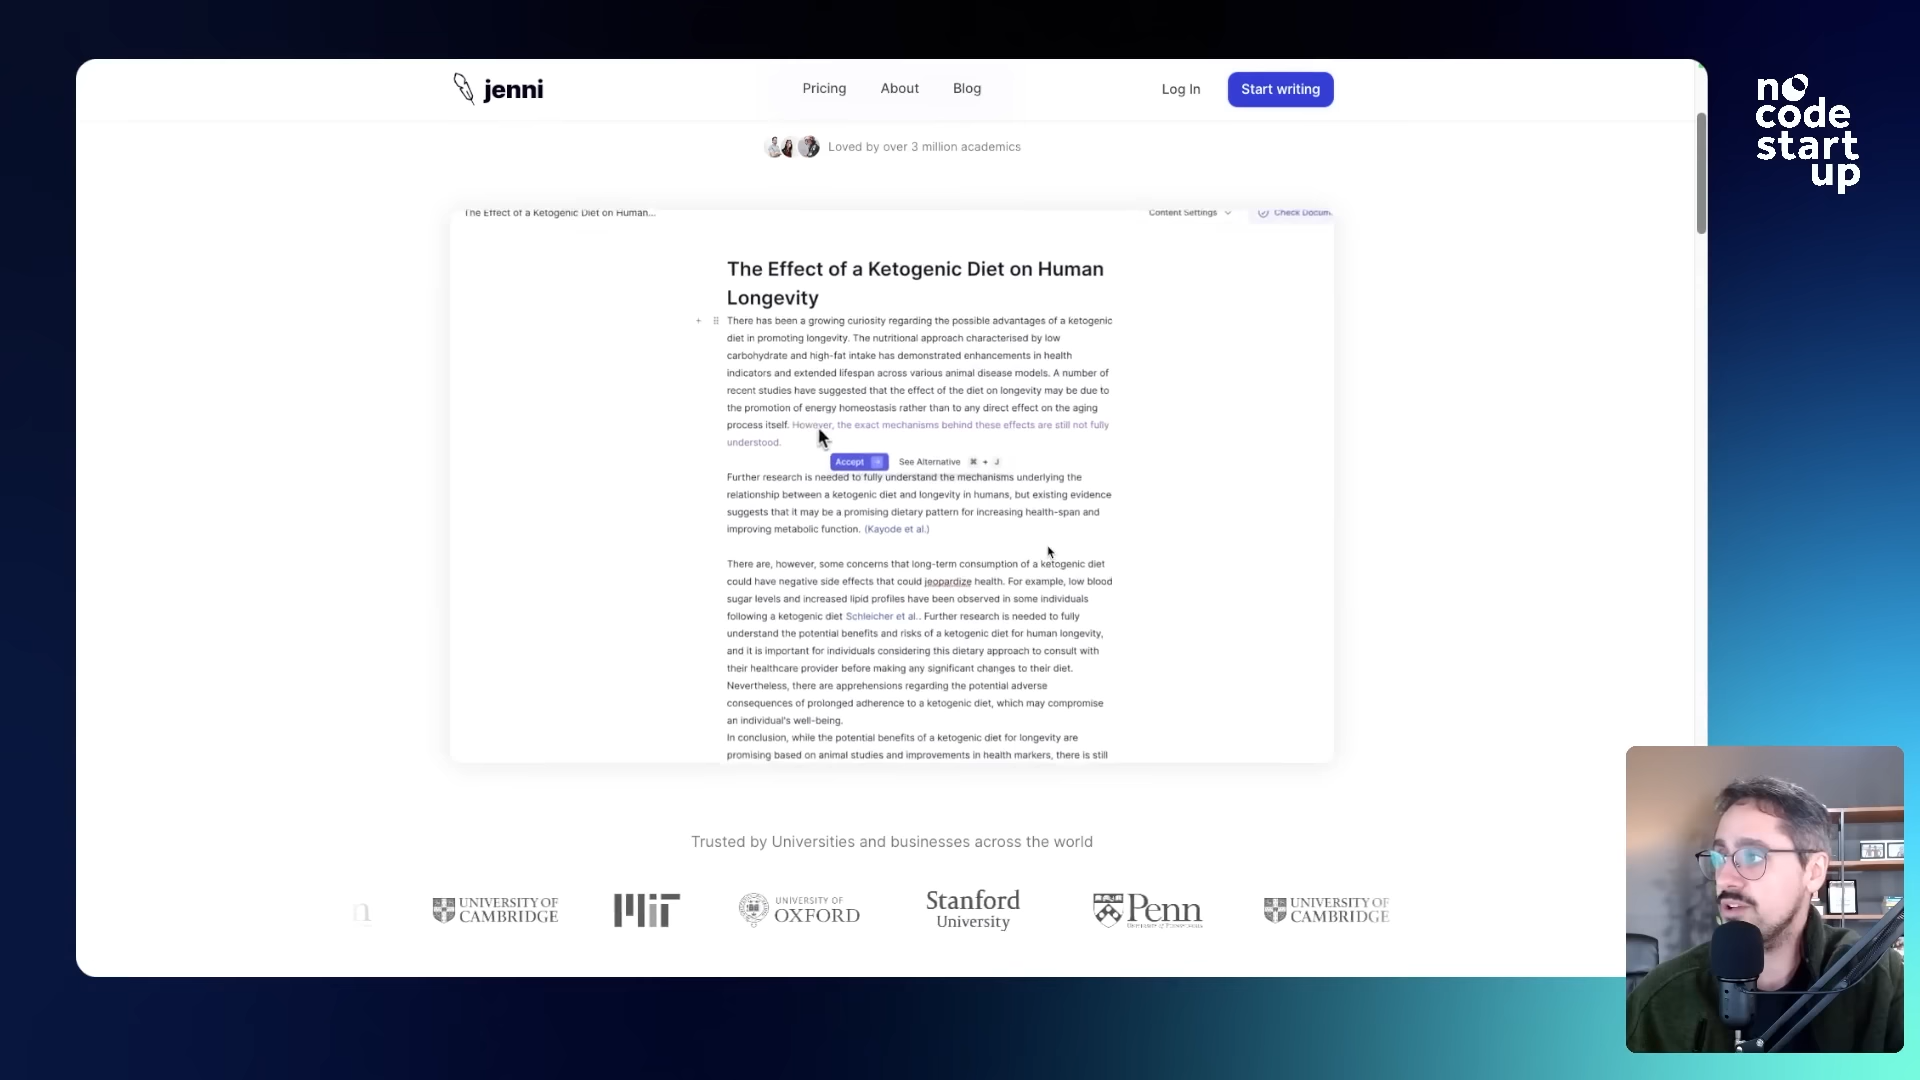 jenni
Pricing
About
Blog
Log In
Start writing
no
code
start
up
Loved by over 3 million academics
The Effect of a Ketogenic Diet on Human...
Content Settings
Check Docum
The Effect of a Ketogenic Diet on Human
Longevity
There has been a growing curiosity regarding the possible advantages of a ketogenic
diet in promoting longevity. The nutritional approach characterised by low
carbohydrate and high-fat intake has demonstrated enhancements in health
indicators and extended lifespan across various animal disease models. A number of
recent studies have suggested that the effect of the diet on longevity may be due to
the promotion of energy homeostasis rather than to any direct effect on the aging
process itself. However, the exact mechanisms behind these effects are still not fully
understood.
Accept
See Alternative ⌘ + J
Further research is needed to fully understand the mechanisms underlying the
relationship between a ketogenic diet and longevity in humans, but existing evidence
suggests that it may be a promising dietary pattern for increasing health-span and
improving metabolic function. (Kayode et al.)
There are, however, some concerns that long-term consumption of a ketogenic diet
could have negative side effects that could jeopardize health. For example, low blood
sugar levels and increased lipid profiles have been observed in some individuals
following a ketogenic diet Schleicher et al.. Further research is needed to fully
understand the potential benefits and risks of a ketogenic diet for human longevity,
and it is important for individuals considering this dietary approach to consult with
their healthcare provider before making any significant changes to their diet.
Nevertheless, there are apprehensions regarding the potential adverse
consequences of prolonged adherence to a ketogenic diet, which may compromise
an individual's well-being.
In conclusion, while the potential benefits of a ketogenic diet for longevity are
promising based on animal studies and improvements in health markers, there is still
Trusted by Universities and businesses across the world
n
UNIVERSITY OF
CAMBRIDGE
MIT
UNIVERSITY OF
OXFORD
Stanford
University
Penn
UNIVERSITY OF PENNSYLVANIA
UNIVERSITY OF
CAMBRIDGE